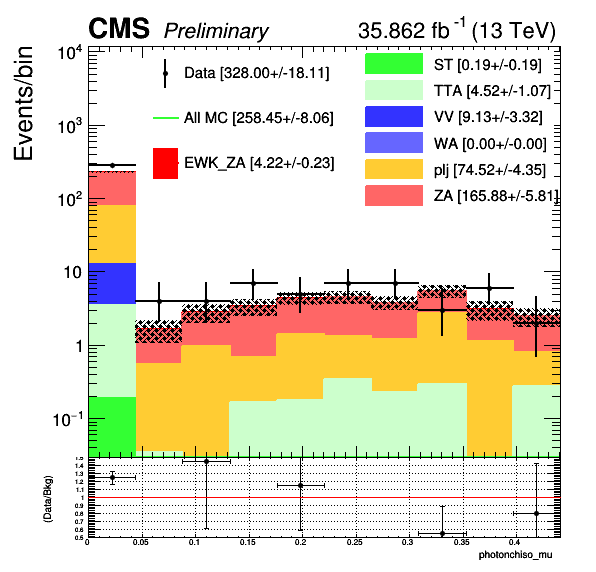 CMS Preliminary 35.862 fb⁻¹ (13 TeV)
Events/bin
10⁴
10³
10²
10
1
10⁻¹
Data [328.00+/-18.11]
All MC [258.45+/-8.06]
EWK_ZA [4.22+/-0.23]
ST [0.19+/-0.19]
TTA [4.52+/-1.07]
VV [9.13+/-3.32]
WA [0.00+/-0.00]
plj [74.52+/-4.35]
ZA [165.88+/-5.81]
(Data/Bkg)
1.5
1.4
1.3
1.2
1.1
1
0.9
0.8
0.7
0.6
0.5
0 0.05 0.1 0.15 0.2 0.25 0.3 0.35 0.4
photonchiso_mu